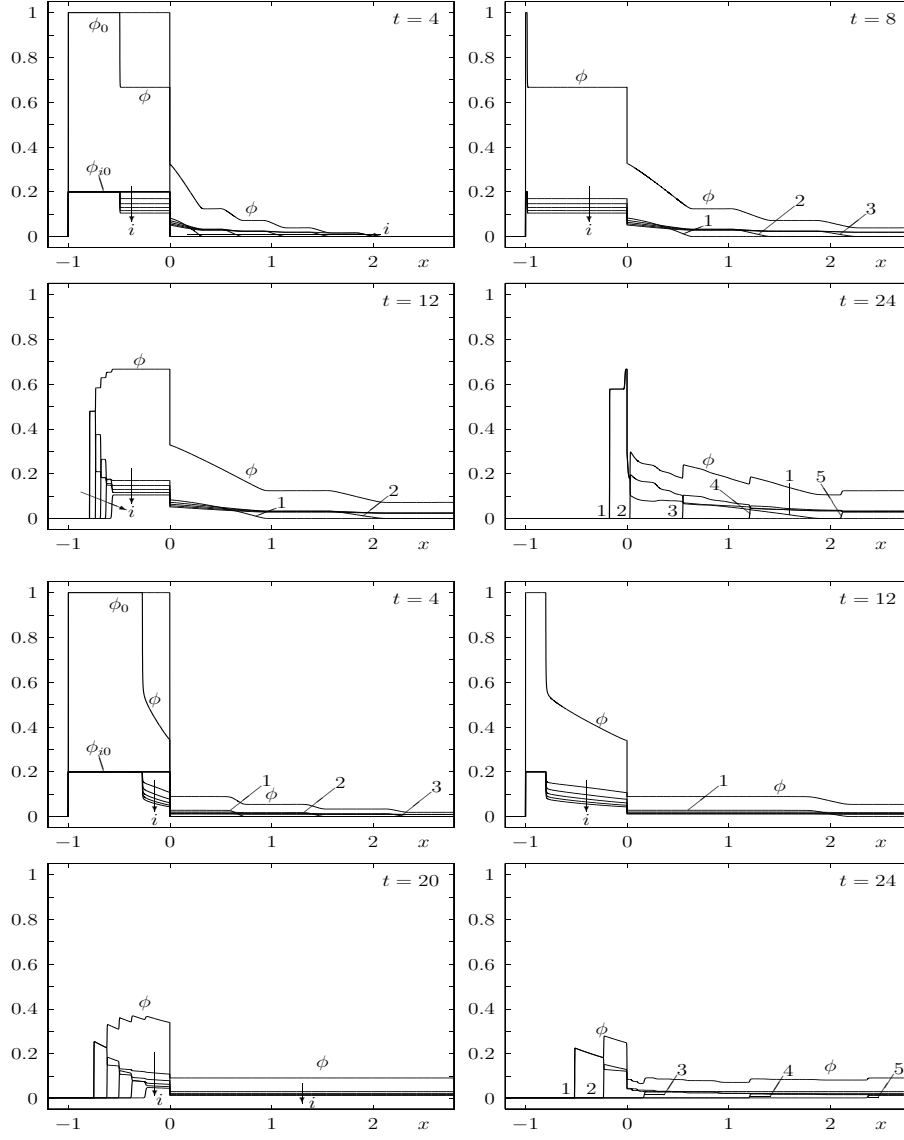 1 t = 4
ϕ₀
0.8
ϕ
0.6
0.4
ϕᵢ₀
0.2 ϕ
i i
0
−1 0 1 2 x
1 t = 8
0.8
ϕ
0.6
0.4
ϕ
0.2 1 2 3
i
0
−1 0 1 2 x
1 t = 12
0.8
ϕ
0.6
0.4
ϕ
0.2
1 2
i
0
−1 0 1 2 x
1 t = 24
0.8
0.6
0.4
ϕ
0.2 4 1 5
1 2 3
0
−1 0 1 2 x
1 t = 4
ϕ₀
0.8
0.6
ϕ
0.4
ϕᵢ₀
0.2
1 ϕ 2 3
i
0
−1 0 1 2 x
1 t = 12
0.8
0.6
ϕ
0.4
0.2
1 ϕ
i
0
−1 0 1 2 x
1 t = 20
0.8
0.6
0.4 ϕ
0.2 ϕ
i i
0
−1 0 1 2 x
1 t = 24
0.8
0.6
0.4
ϕ
0.2
ϕ
1 2 3 4 5
0
−1 0 1 2 x